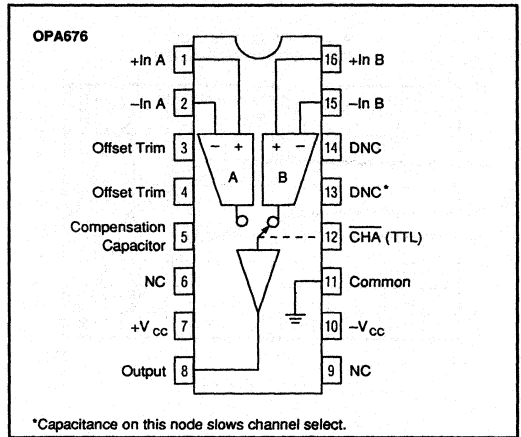 OPA676
+In A 1
16 +In B
–In A 2
15 –In B
Offset Trim 3
– +
+ –
14 DNC
A
B
Offset Trim 4
13 DNC*
Compensation
Capacitor
5
12 CHA (TTL)
NC 6
11 Common
+VCC 7
10 –VCC
Output 8
9 NC
*Capacitance on this node slows channel select.